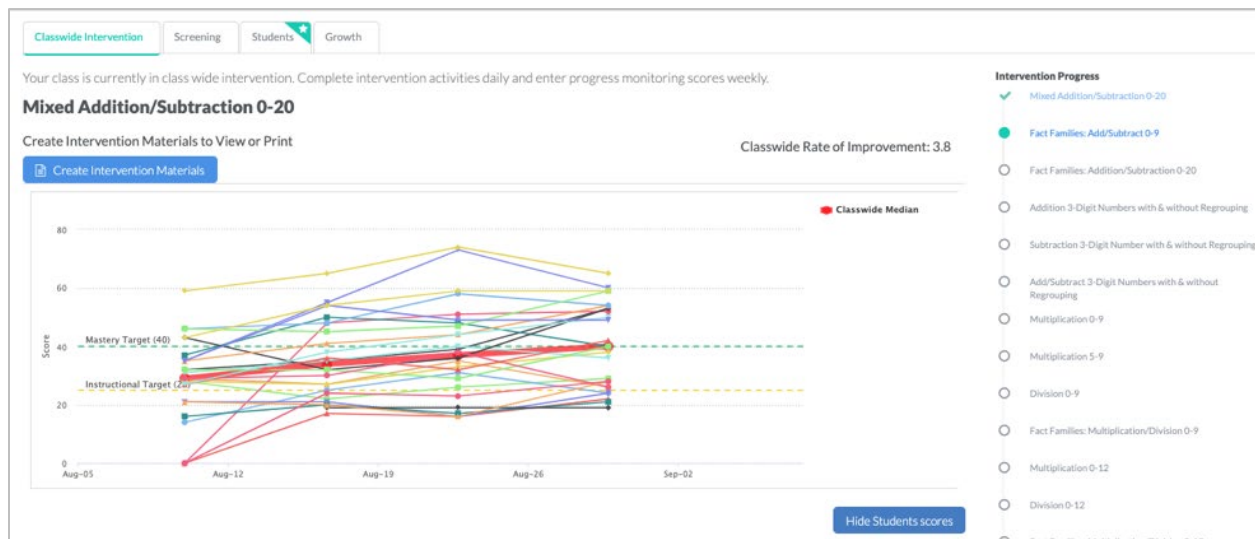 Classwide Intervention
Screening
Students
Growth
Your class is currently in class wide intervention. Complete intervention activities daily and enter progress monitoring scores weekly.
Mixed Addition/Subtraction 0-20
Create Intervention Materials to View or Print
Classwide Rate of Improvement: 3.8
Create Intervention Materials
Classwide Median
80
60
40
20
0
Score
Mastery Target (40)
Instructional Target
Aug-05
Aug-12
Aug-19
Aug-26
Sep-02
Hide Students scores
Intervention Progress
Mixed Addition/Subtraction 0-20
Fact Families: Add/Subtract 0-9
Fact Families: Addition/Subtraction 0-20
Addition 3-Digit Numbers with & without Regrouping
Subtraction 3-Digit Number with & without Regrouping
Add/Subtract 3-Digit Numbers with & without
Regrouping
Multiplication 0-9
Multiplication 5-9
Division 0-9
Fact Families: Multiplication/Division 0-9
Multiplication 0-12
Division 0-12